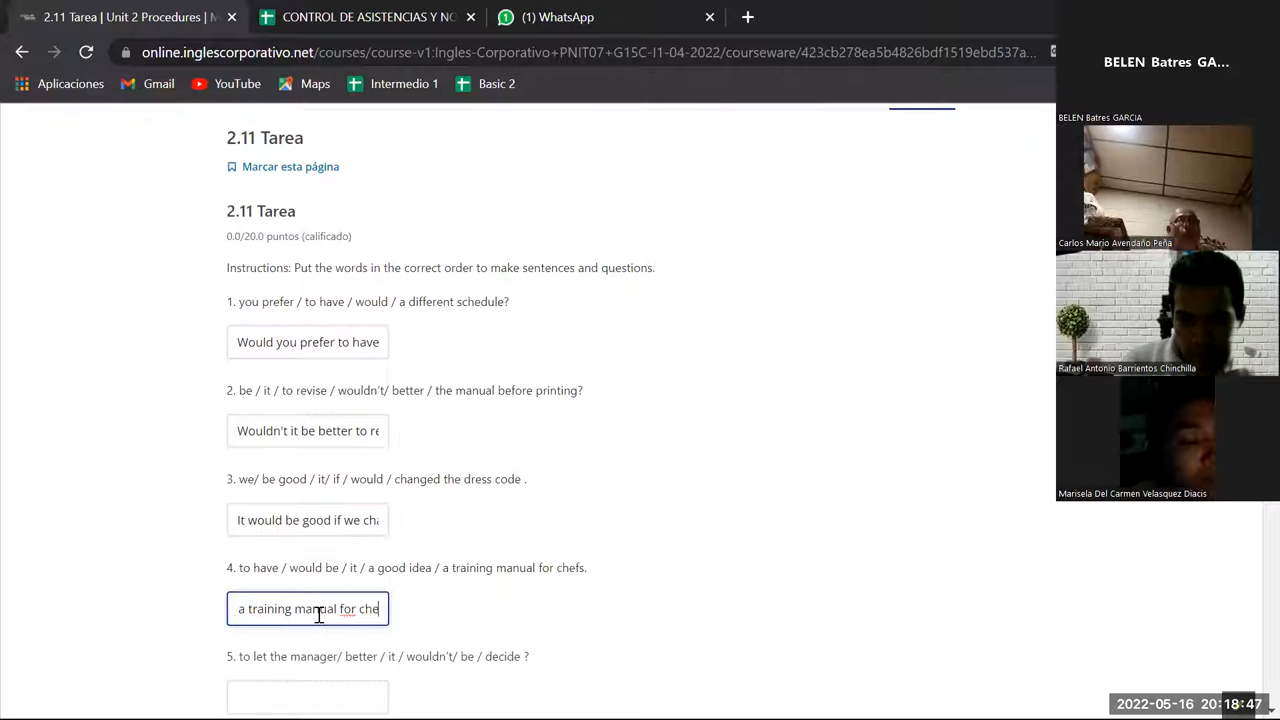 2.11 Tarea | Unit 2 Procedures |
CONTROL DE ASISTENCIAS Y NO
(1) WhatsApp
online.inglescorporativo.net/courses/course-v1:Ingles-Corporativo+PNIT07+
Aplicaciones
Gmail
YouTube
Maps
Intermedio 1
Basic 2
2.11 Tarea
Marcar esta página
2.11 Tarea
0.0/20.0 puntos (calificado)
Instructions: Put the words in the correct order to make sentences and questions.
1. you prefer / to have / would / a different schedule?
Would you prefer to have
2. be / it / to revise / wouldn't/ better / the manual before printing?
Wouldn't it be better to re
3. we/ be good / it/ if / would / changed the dress code .
It would be good if we cha
4. to have / would be / it / a good idea / a training manual for chefs.
a training manual for che
5. to let the manager/ better / it / wouldn't/ be / decide ?
BELEN Batres GA...
BELEN Batres GARCIA
Carlos Mario Avendaño Peña
Rafael Antonio Barrientos Chinchilla
Marisela Del Carmen Velasquez Diacis
2022-05-16 20:18:47